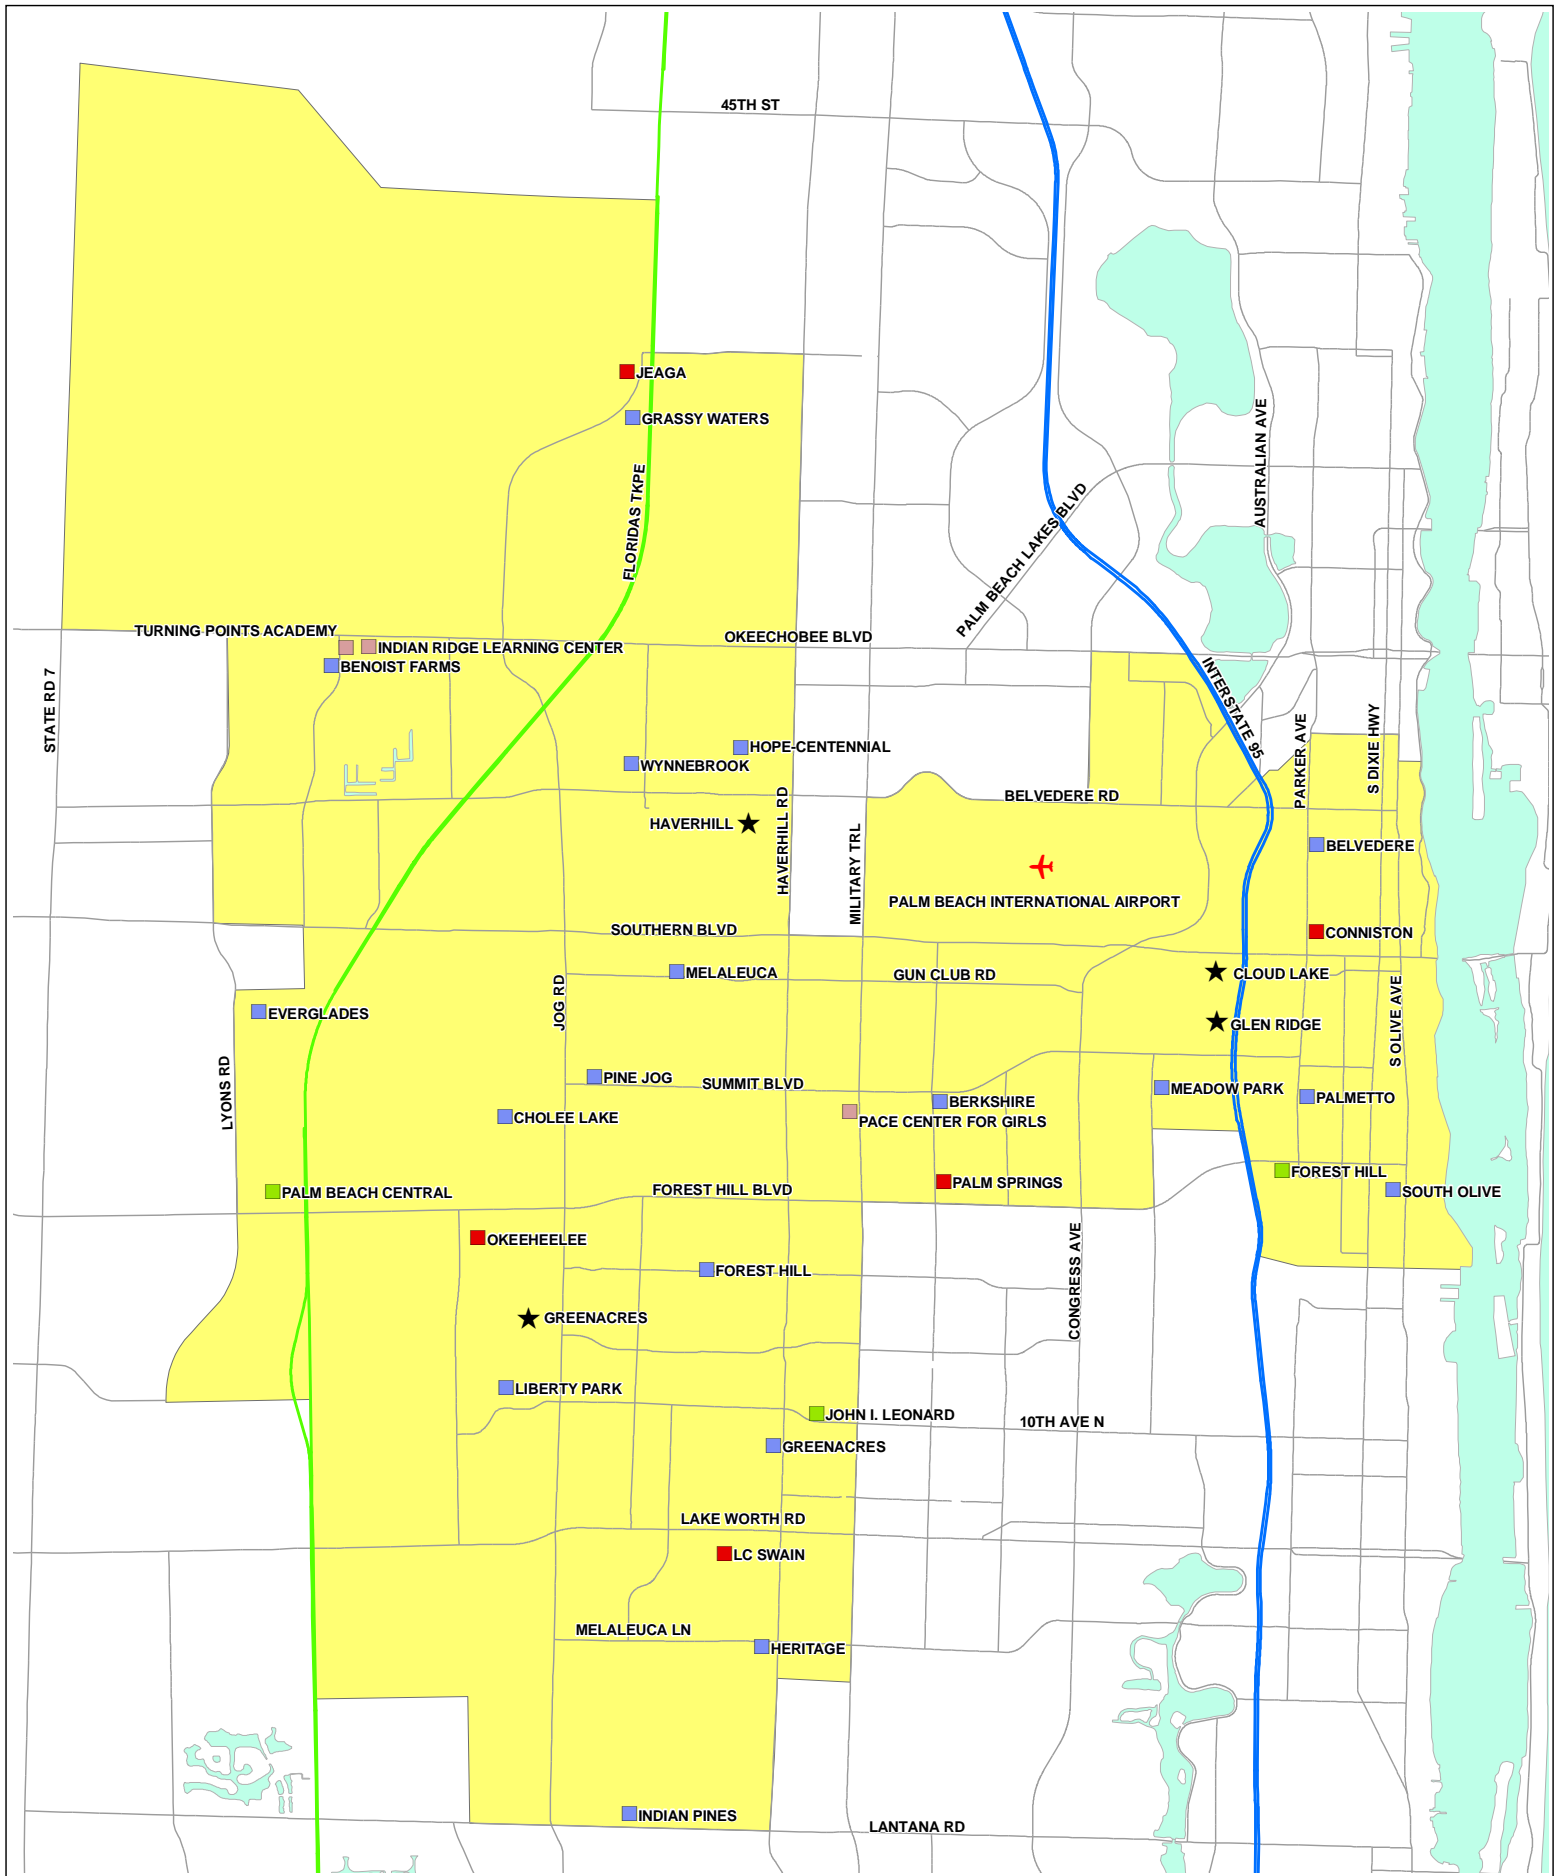 45TH ST
JEAGA
GRASSY WATERS
AUSTRALIAN AVE
FLORIDAS TKPE
PALM BEACH LAKES BLVD
TURNING POINTS ACADEMY
OKEECHOBEE BLVD
INDIAN RIDGE LEARNING CENTER
BENOIST FARMS
STATE RD 7
INTERSTATE 95
PARKER AVE
S DIXIE HWY
HOPE-CENTENNIAL
WYNNEBROOK
BELVEDERE RD
HAVERHILL
HAVERHILL RD
MILITARY TRL
BELVEDERE
PALM BEACH INTERNATIONAL AIRPORT
SOUTHERN BLVD
CONNISTON
MELALEUCA
GUN CLUB RD
CLOUD LAKE
JOG RD
EVERGLADES
GLEN RIDGE
S OLIVE AVE
LYONS RD
PINE JOG
SUMMIT BLVD
MEADOW PARK
PALMETTO
BERKSHIRE
CHOLEE LAKE
PACE CENTER FOR GIRLS
FOREST HILL
PALM SPRINGS
PALM BEACH CENTRAL
FOREST HILL BLVD
SOUTH OLIVE
OKEEHEELEE
CONGRESS AVE
FOREST HILL
GREENACRES
LIBERTY PARK
JOHN I. LEONARD
10TH AVE N
GREENACRES
LAKE WORTH RD
LC SWAIN
MELALEUCA LN
HERITAGE
INDIAN PINES
LANTANA RD